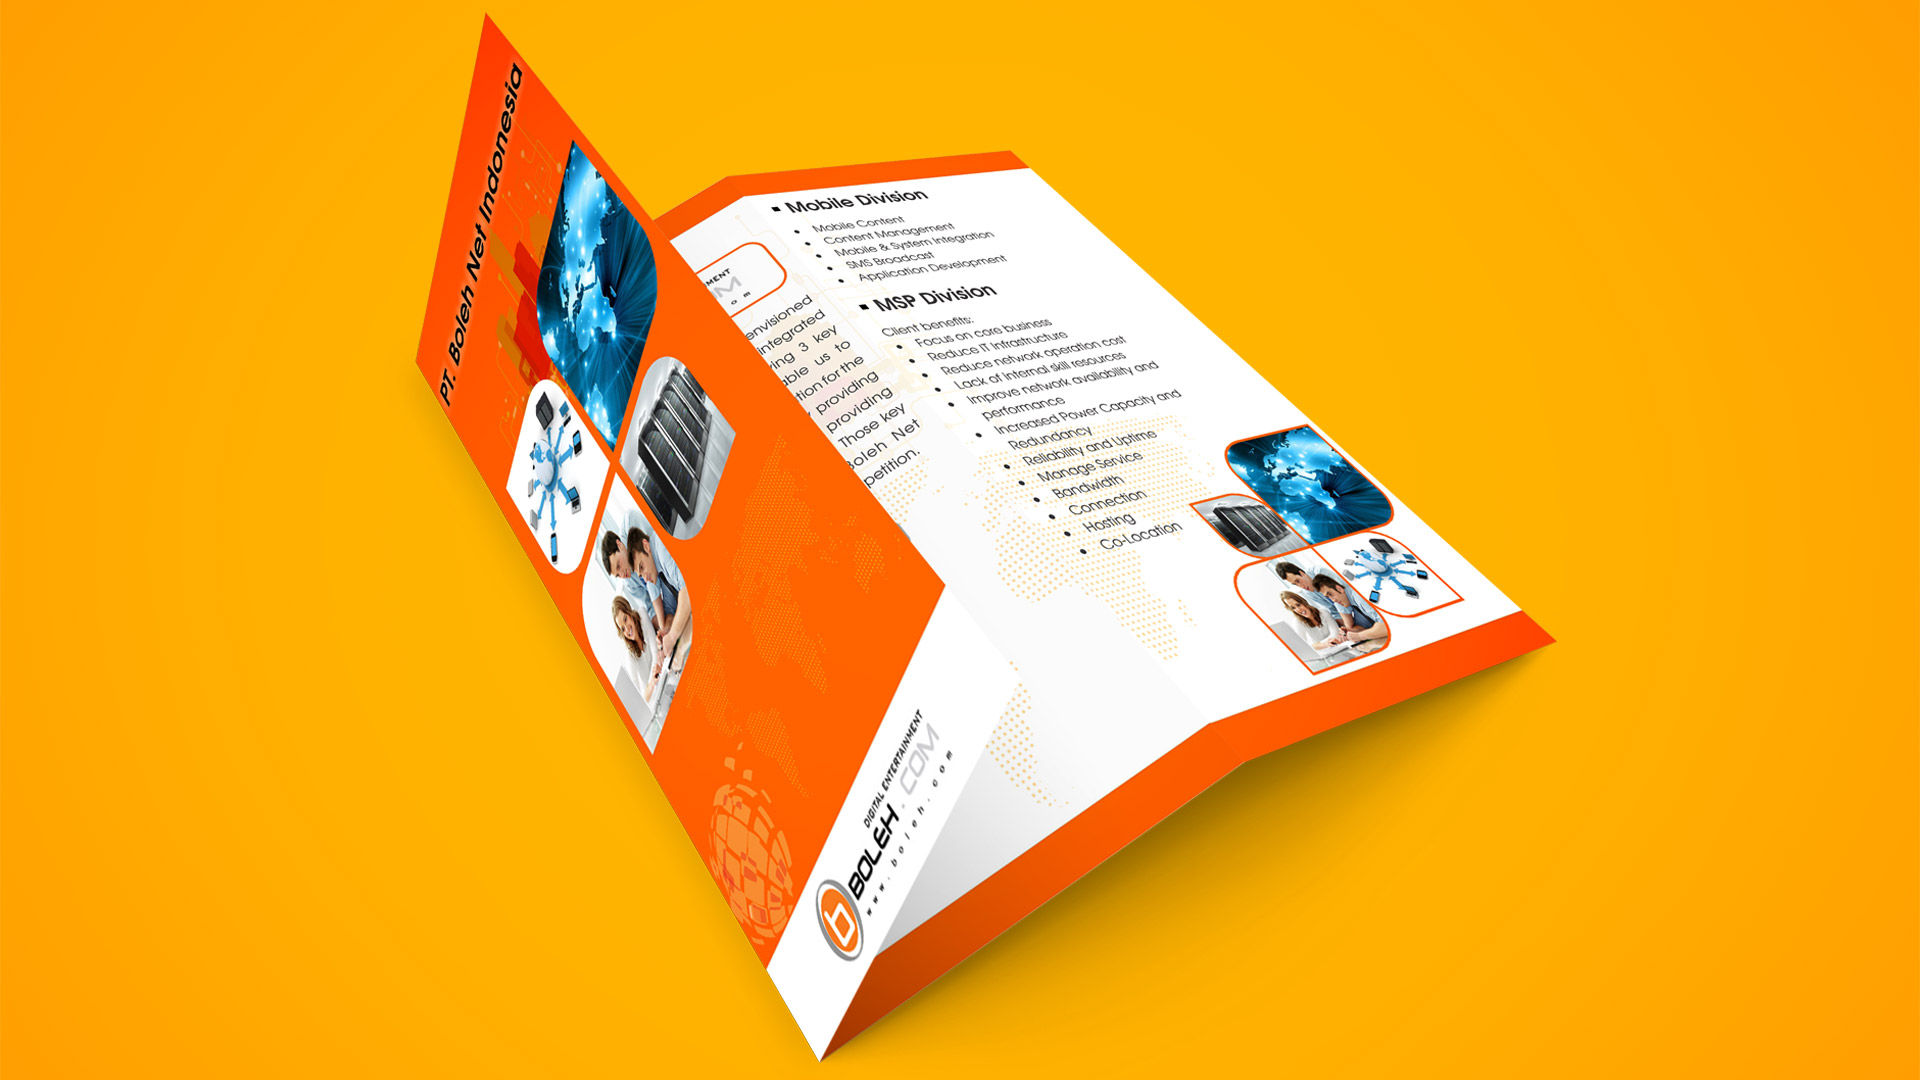 PT. Boleh Net Indonesia
DIGITAL ENTERTAINMENT
BOLEH.COM
www.boleh.com
envisioned
integrated
3 key
us to
for the
providing
providing
Those key
Boleh Net
▪ Mobile Division
• Mobile Content
• Content Management
• Mobile & System Integration
• SMS Broadcast
• Application Development
▪ MSP Division
Client benefits:
• Focus on core business
• Reduce IT Infrastructure
• Reduce network operation cost
• Lack of internal skill resources
• Improve network availability and
performance
• Increased Power Capacity and
Redundancy
• Reliability and Uptime
• Manage Service
• Bandwidth
• Connection
• Hosting
• Co-Location